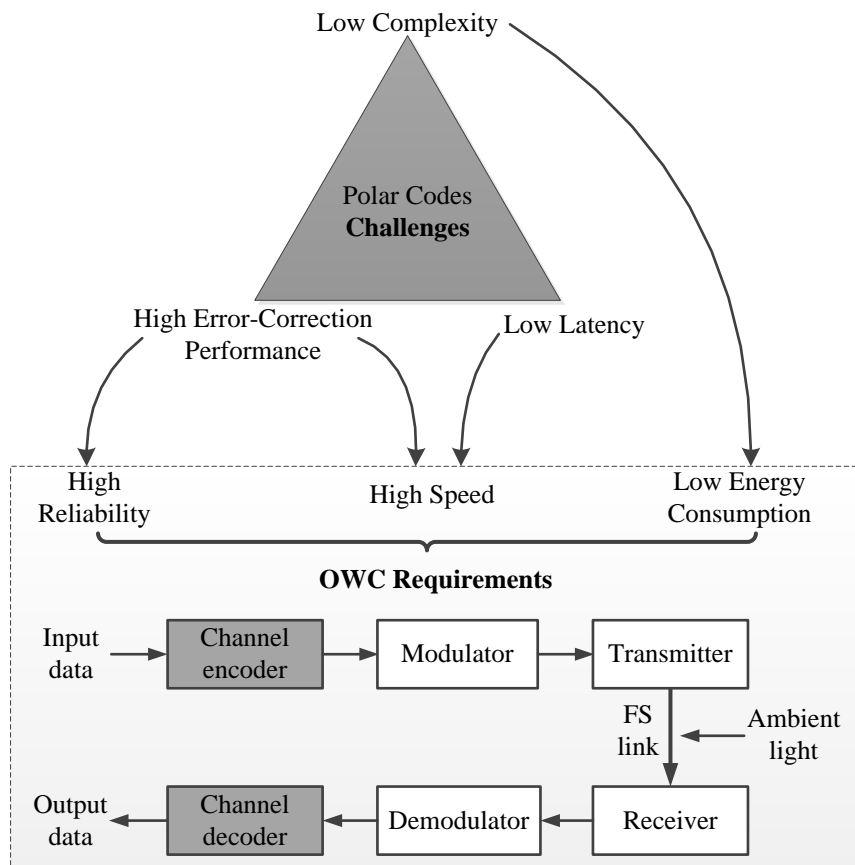 Low Complexity
Polar Codes
Challenges
High Error-Correction
Performance
Low Latency
High
Reliability
High Speed
Low Energy
Consumption
OWC Requirements
Input
data
Channel
encoder
Modulator
Transmitter
FS
link
Ambient
light
Output
data
Channel
decoder
Demodulator
Receiver